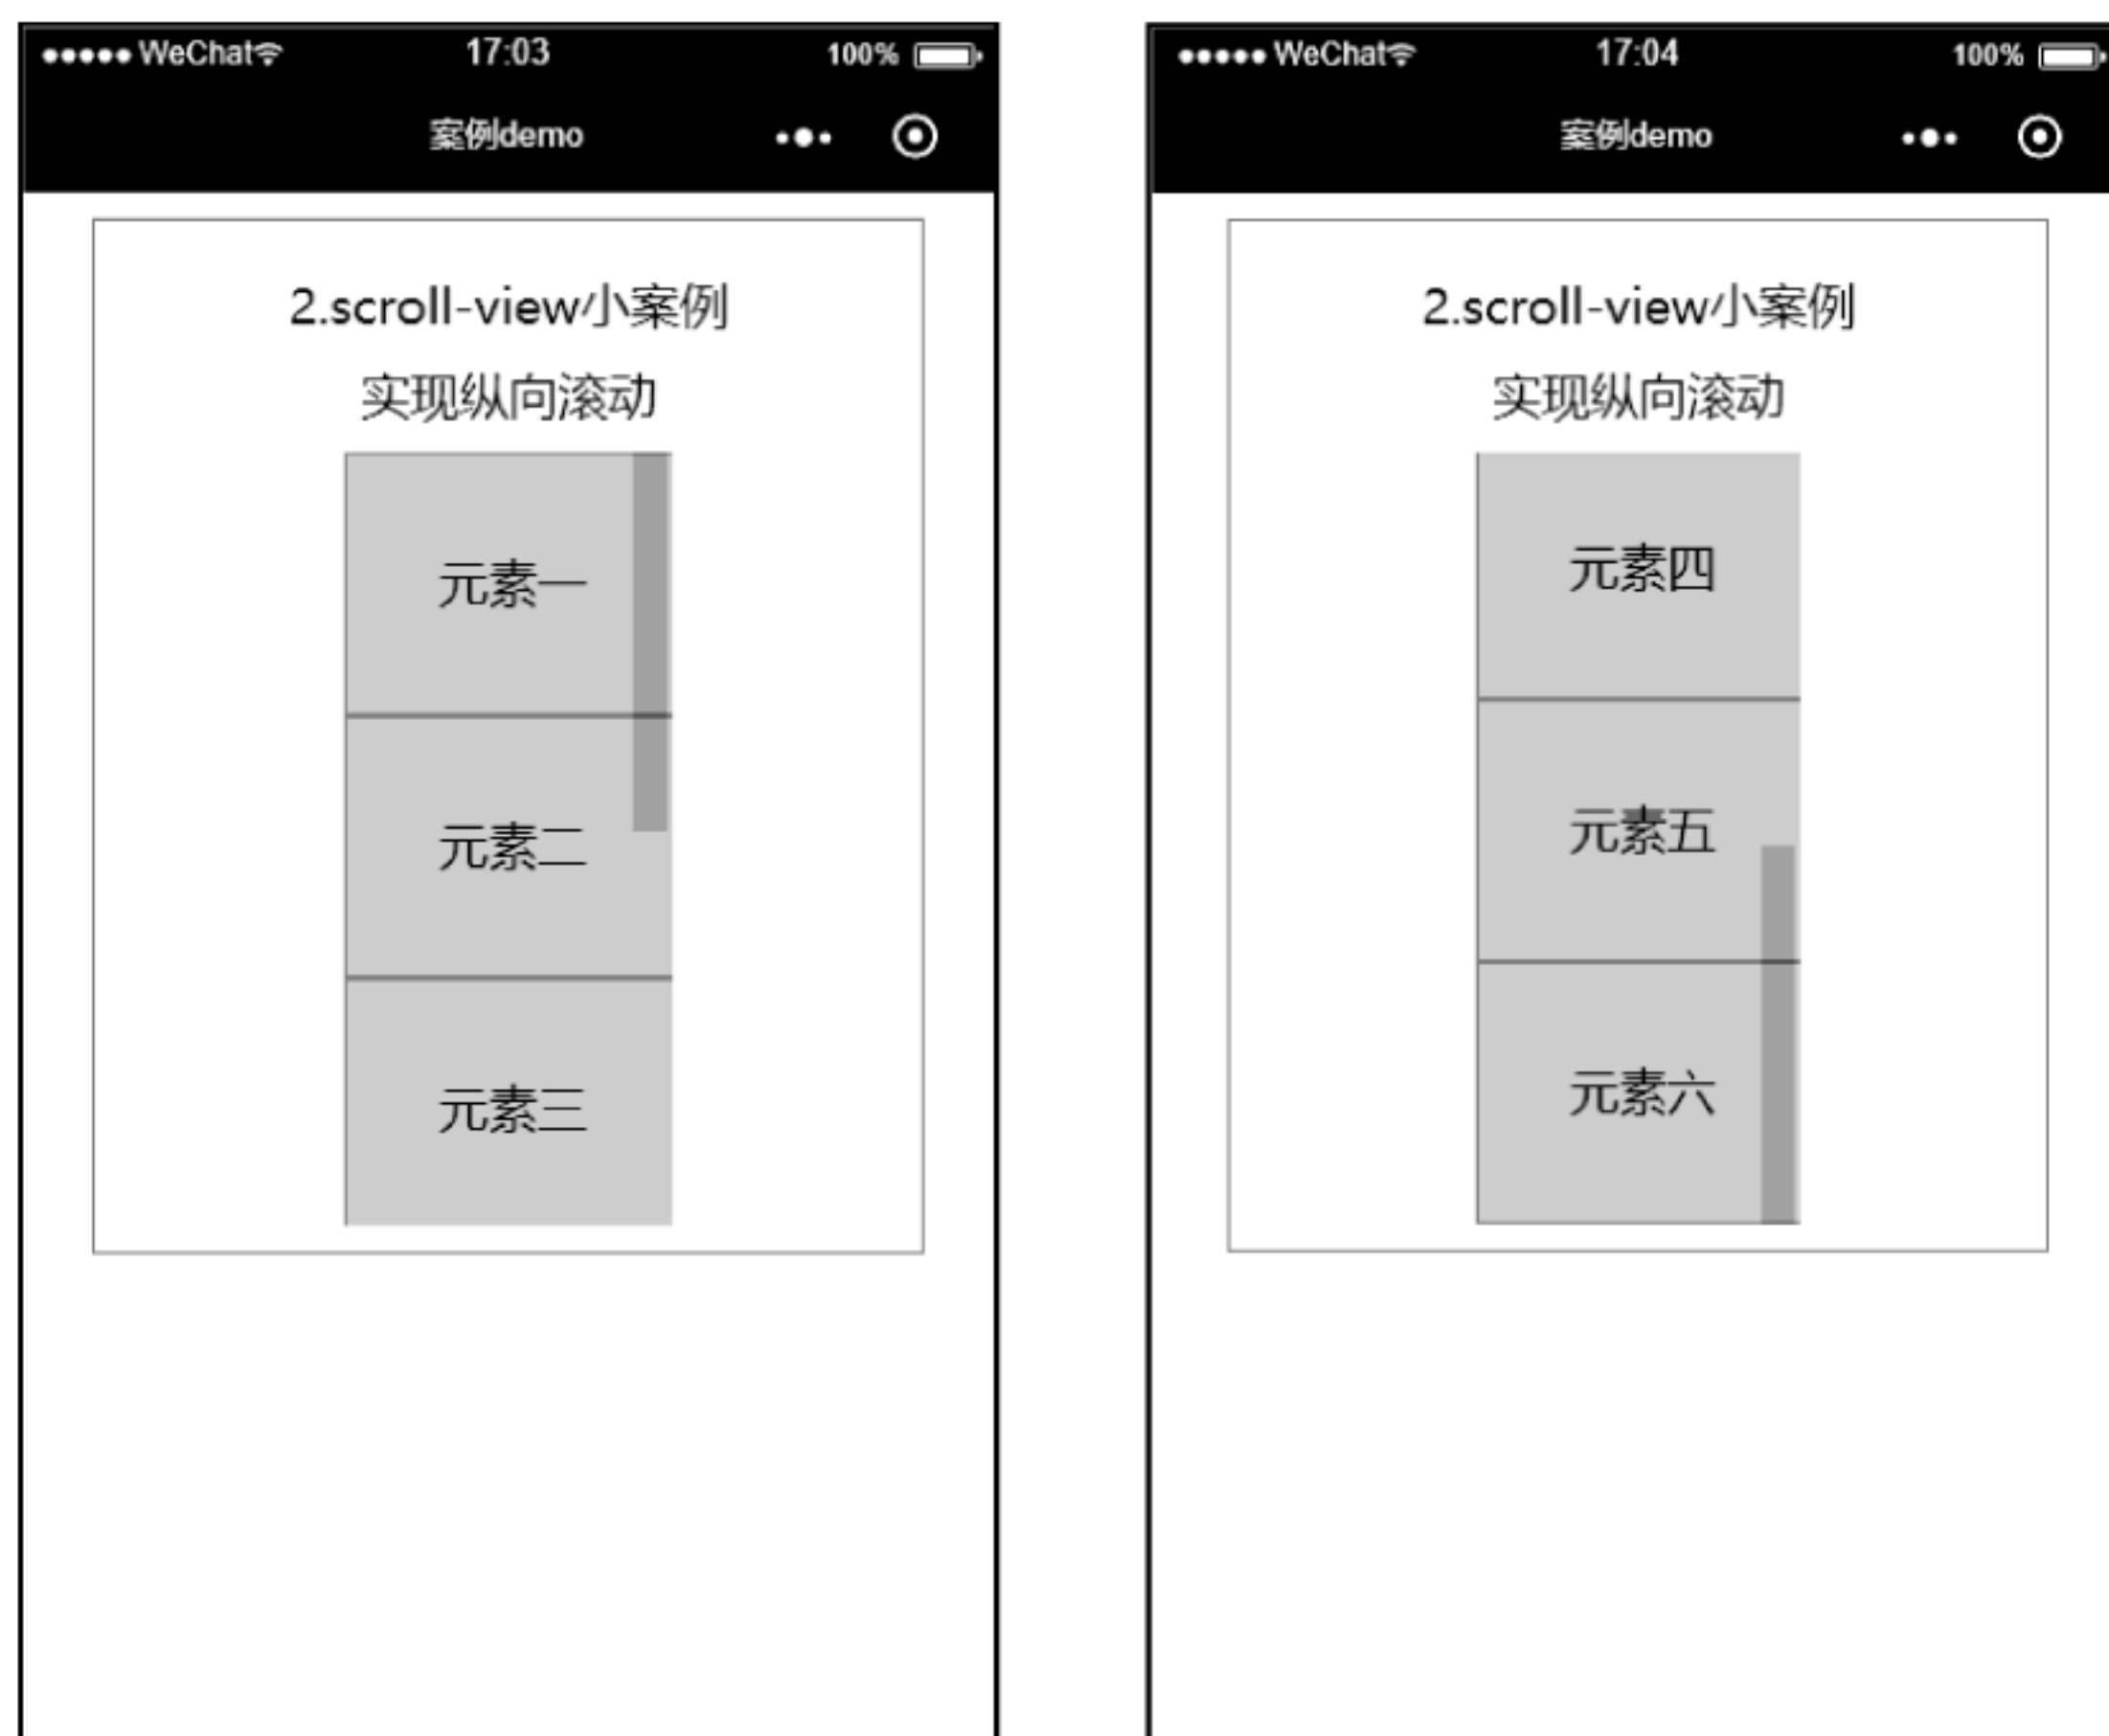 WeChat 17:03 100%
案例demo
2.scroll-view小案例
实现纵向滚动
元素一
元素二
元素三
WeChat 17:04 100%
案例demo
2.scroll-view小案例
实现纵向滚动
元素四
元素五
元素六